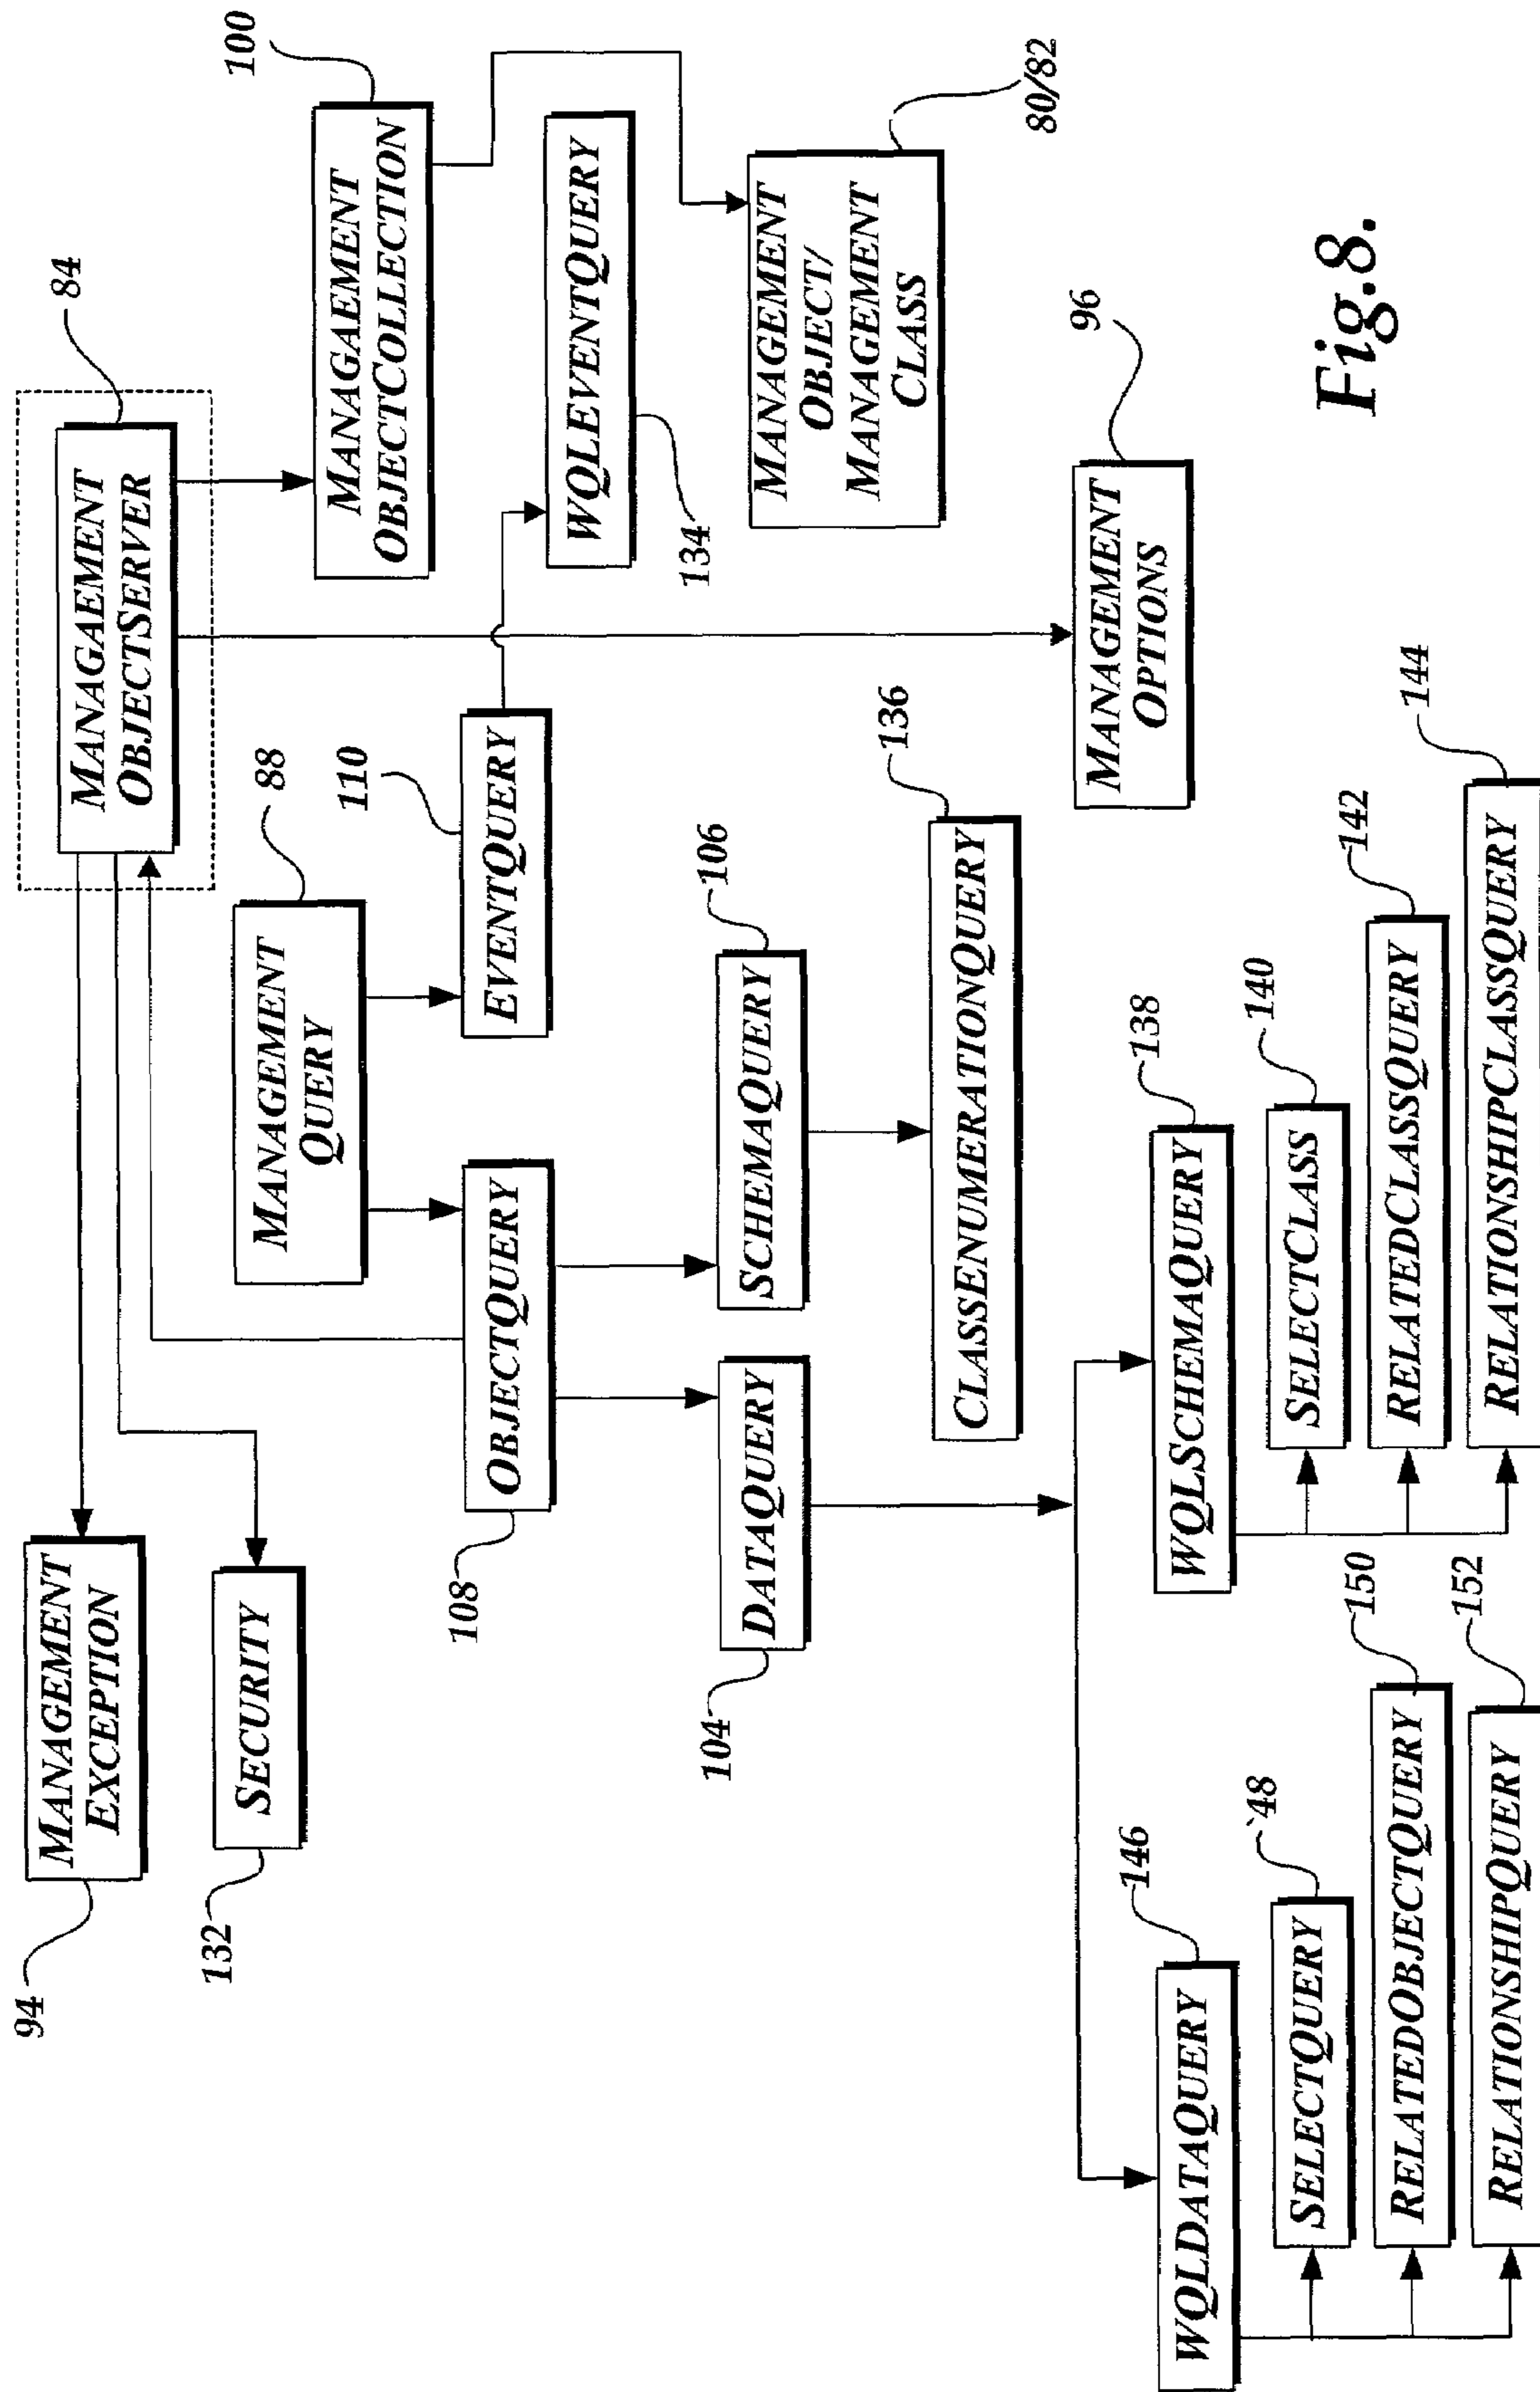 84
MANAGAEMENT
OBJECTSERVER
94
MANAGEMENT
EXCEPTION
132
SECURITY
100
MANAGAEMENT
OBJECTCOLLECTION
88
MANAGEMENT
QUERY
110
EVENTQUERY
WQLEVENTQUERY
134
108
OBJECTQUERY
MANAGEMENT
OBJECT/
MANAGEMENT
CLASS
80/82
104
DATAQUERY
106
SCHEMAQUERY
136
CLASSENUMERATIONQUERY
96
MANAGEMENT
OPTIONS
146
WQLDATAQUERY
138
WQLSCHEMAQUERY
`48
SELECTQUERY
140
SELECTCLASS
150
RELATEDOBJECTQUERY
142
RELATEDCLASSQUERY
152
RELATIONSHIPQUERY
144
RELATIONSHIPCLASSQUERY
Fig.8.